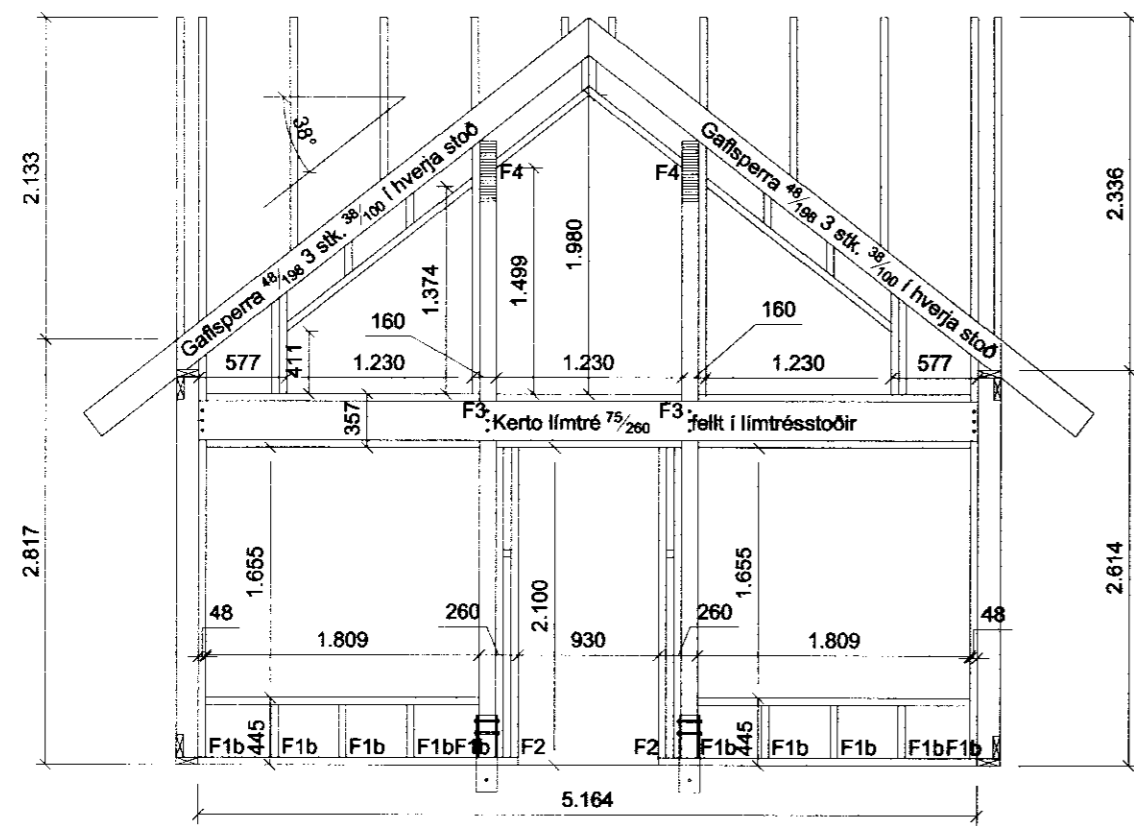 38°
Gaflsperra 48/198 3 stk. 38/100 í hverja stoð
Gaflsperra 48/198 3 stk. 38/100 í hverja stoð
F4
F4
2.133
2.336
1.980
1.499
1.374
411
160
160
577
1.230
1.230
1.230
577
357
F3
F3
Kerto límtré 75/260
fellt í límtrésstoðir
2.817
2.614
1.655
2.100
1.655
48
260
260
48
1.809
930
1.809
445
445
F1b
F1b
F1b
F1b
F1b
F2
F2
F1b
F1b
F1b
F1b
F1b
5.164